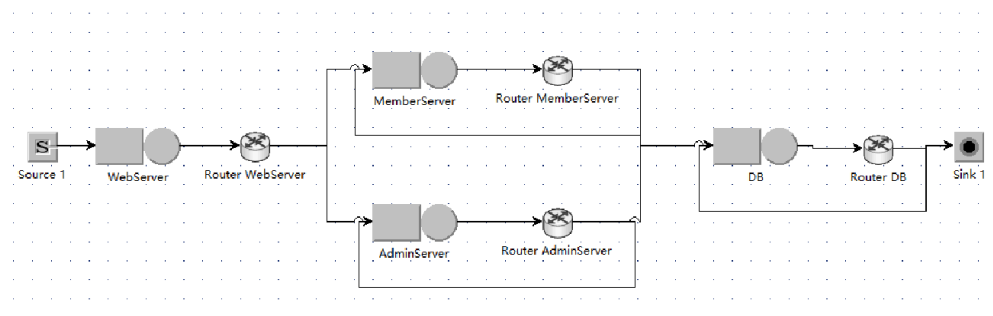 MemberServer
Router MemberServer
S
Source 1
WebServer
Router WebServer
DB
Router DB
Sink 1
AdminServer
Router AdminServer